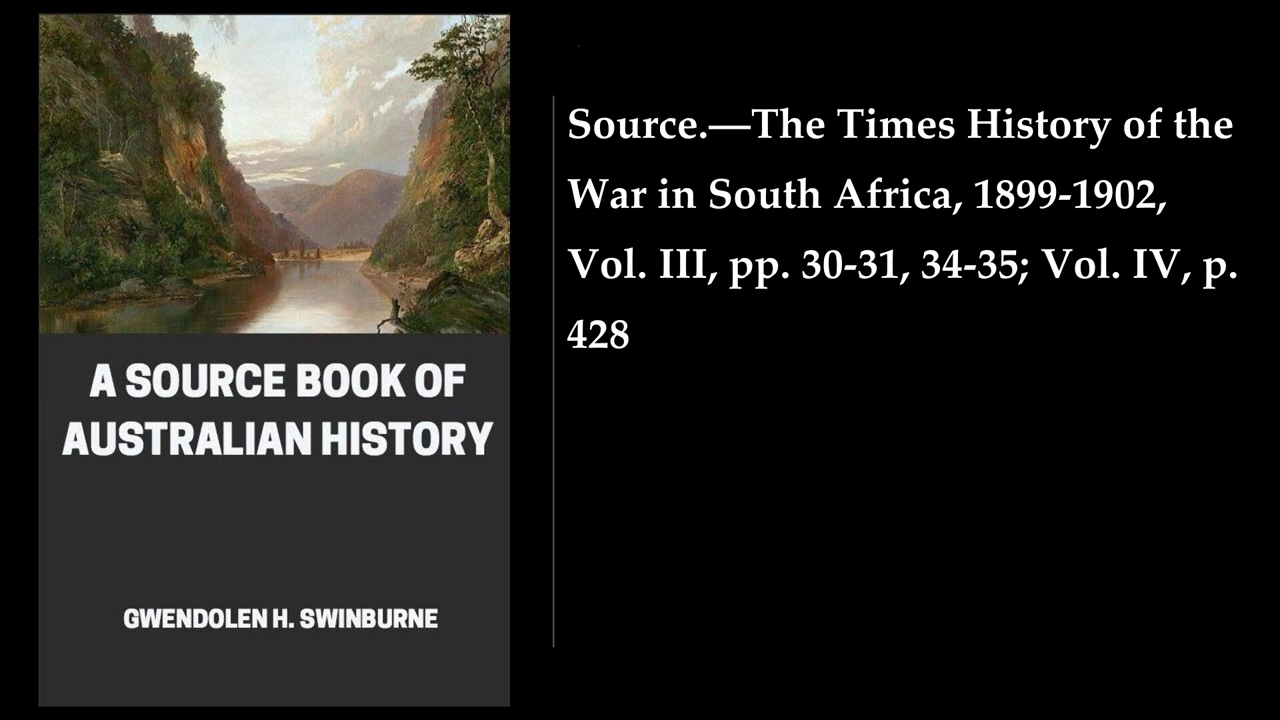 A SOURCE BOOK OF
AUSTRALIAN HISTORY
GWENDOLEN H. SWINBURNE
Source.—The Times History of the
War in South Africa, 1899-1902,
Vol. III, pp. 30-31, 34-35; Vol. IV, p.
428